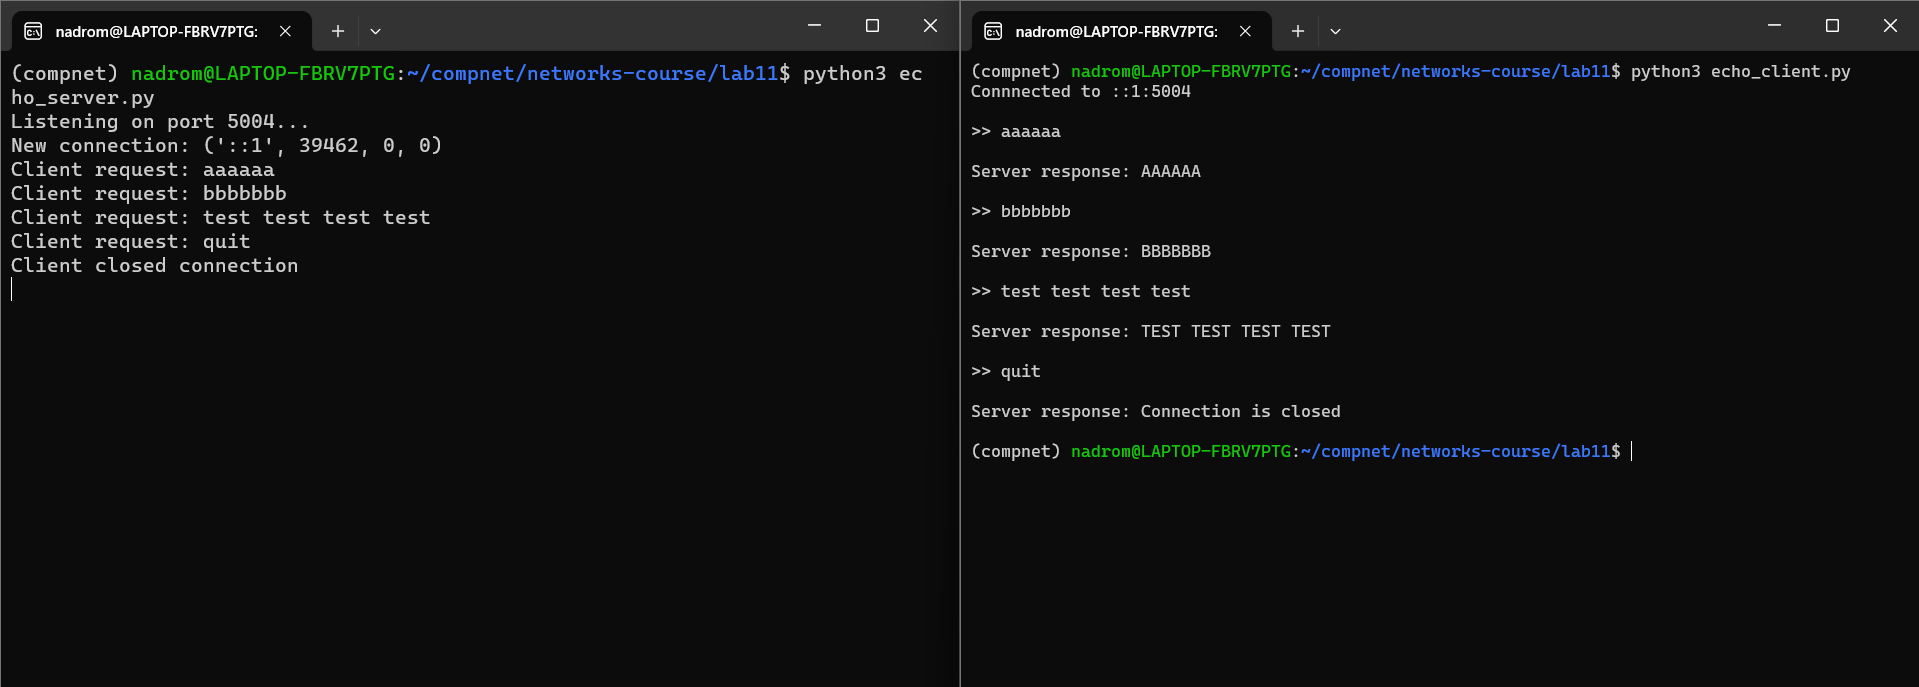 nadrom@LAPTOP-FBRV7PTG:
(compnet) nadrom@LAPTOP-FBRV7PTG:~/compnet/networks-course/lab11$ python3 ec
ho_server.py
Listening on port 5004...
New connection: ('::1', 39462, 0, 0)
Client request: aaaaaa
Client request: bbbbbbb
Client request: test test test test
Client request: quit
Client closed connection
nadrom@LAPTOP-FBRV7PTG:
(compnet) nadrom@LAPTOP-FBRV7PTG:~/compnet/networks-course/lab11$ python3 echo_client.py
Connnected to ::1:5004
>> aaaaaa
Server response: AAAAAA
>> bbbbbbb
Server response: BBBBBBB
>> test test test test
Server response: TEST TEST TEST TEST
>> quit
Server response: Connection is closed
(compnet) nadrom@LAPTOP-FBRV7PTG:~/compnet/networks-course/lab11$